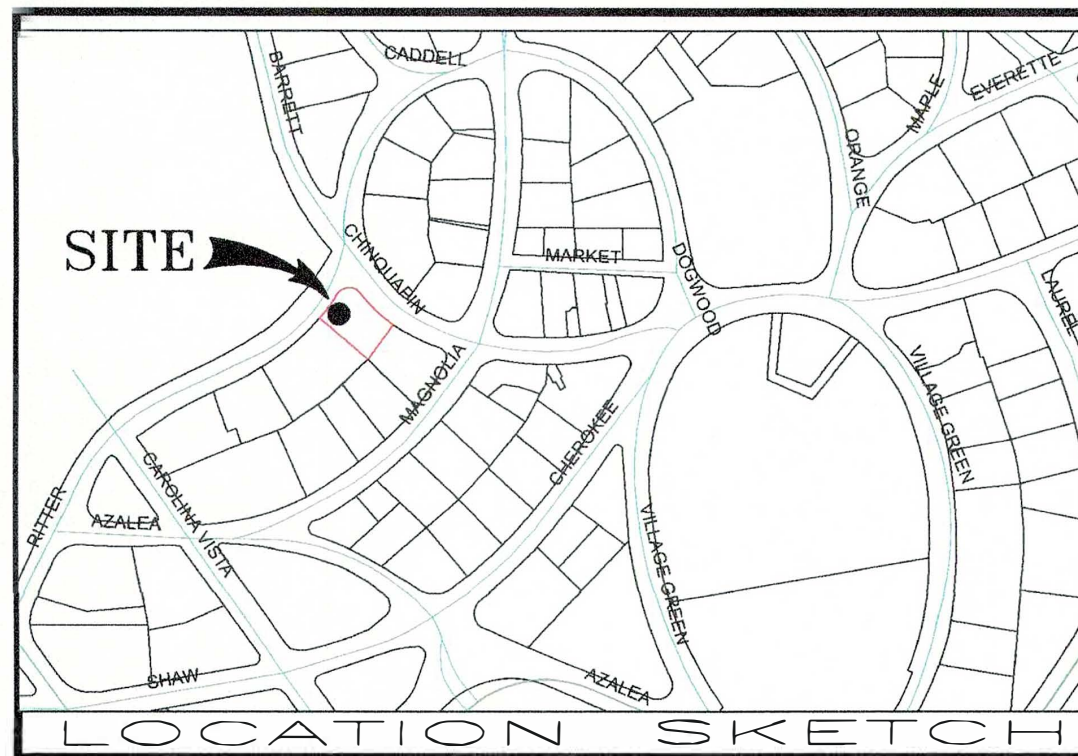 CADDELL
BARRETT
EVERETTE
MAPLE
ORANGE
SITE
CHINQUAPIN
MARKET
DOGWOOD
LAUREL
MAGNOLIA
VILLAGE GREEN
CHEROKEE
CAROLINA VISTA
RITTER
AZALEA
VILLAGE GREEN
SHAW
AZALEA
LOCATION SKETCH